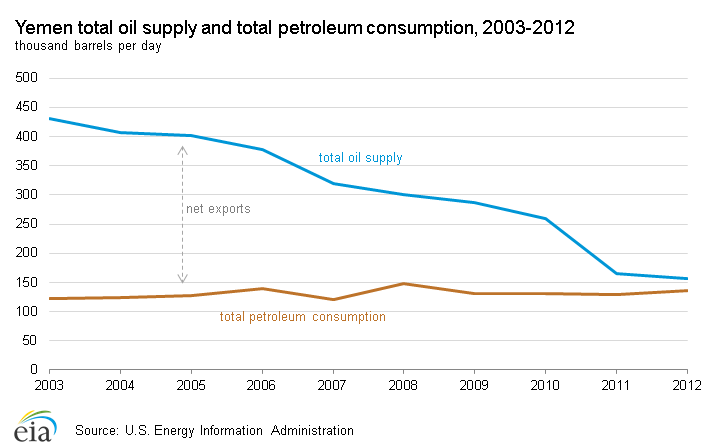 Yemen total oil supply and total petroleum consumption, 2003-2012
thousand barrels per day
500
450
400
350
300
250
200
150
100
50
0
total oil supply
net exports
total petroleum consumption
2003 2004 2005 2006 2007 2008 2009 2010 2011 2012
eia Source: U.S. Energy Information Administration